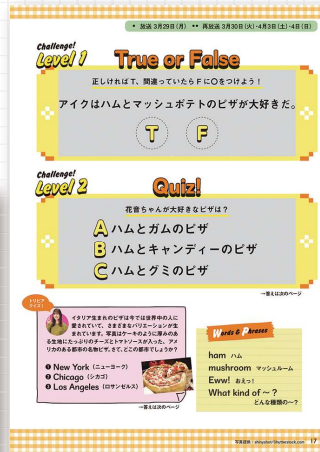 ● 放送 3月29日(月) ●● 再放送 3月30日(火)・4月3日(土)・4日(日)
Challenge!
Level 1
True or False
正しければT、間違っていたらFに○をつけよう！
アイクはハムとマッシュポテトのピザが大好きだ。
T F
Challenge!
Level 2
Quiz!
花音ちゃんが大好きなピザは？
A ハムとガムのピザ
B ハムとキャンディーのピザ
C ハムとグミのピザ
→答えは次のページ
トリビア
クイズ！
イタリア生まれのピザは今では世界中の人に
愛されていて、さまざまなバリエーションが生
まれています。写真はケーキのように厚みのあ
る生地にたっぷりのチーズとトマトソースが入った、アメ
リカのある都市の名物ピザ。さて、どこの都市でしょうか？
❶ New York（ニューヨーク）
❷ Chicago（シカゴ）
❸ Los Angeles（ロサンゼルス）
→答えは次のページ
Words & Phrases
ham ハム
mushroom マッシュルーム
Eww! おえっ！
What kind of ～?
どんな種類の～？
写真提供：shinyshot/Shutterstock.com 17